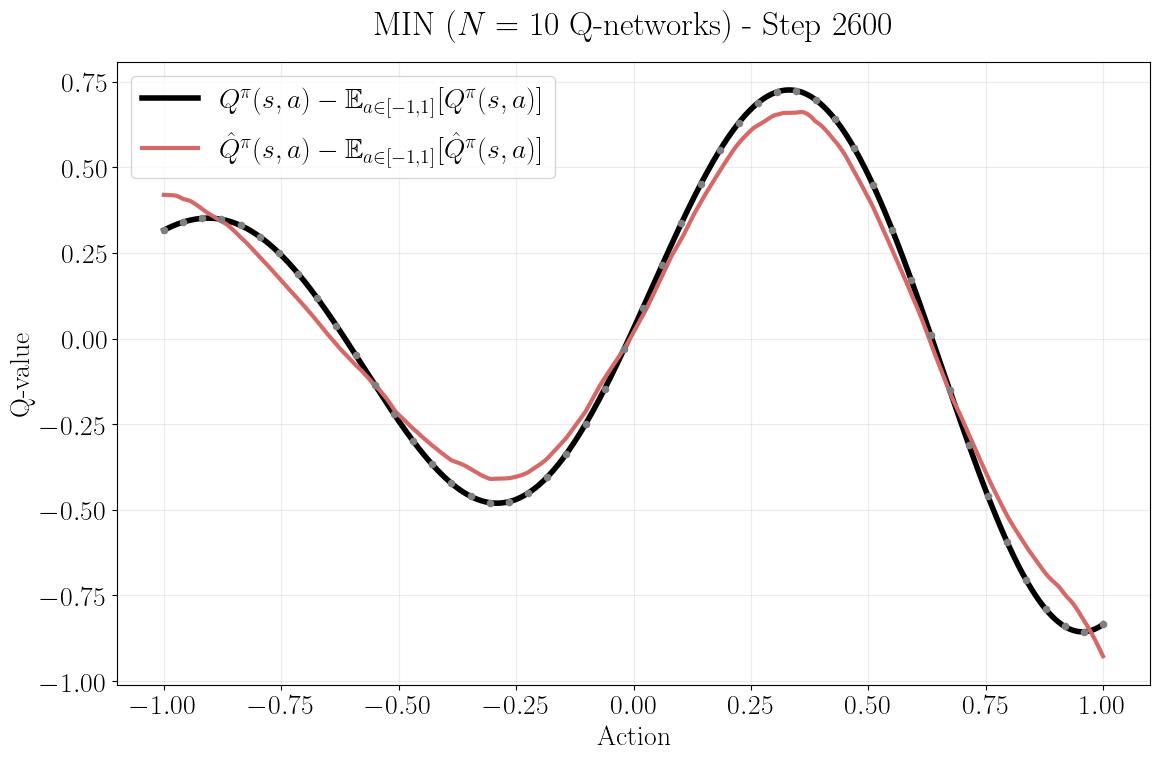 MIN (N = 10 Q-networks) - Step 2600
Q^π(s, a) − 𝔼_{a∈[−1,1]}[Q^π(s, a)]
Q̂^π(s, a) − 𝔼_{a∈[−1,1]}[Q̂^π(s, a)]
Q-value
0.75
0.50
0.25
0.00
−0.25
−0.50
−0.75
−1.00
−1.00 −0.75 −0.50 −0.25 0.00 0.25 0.50 0.75 1.00
Action